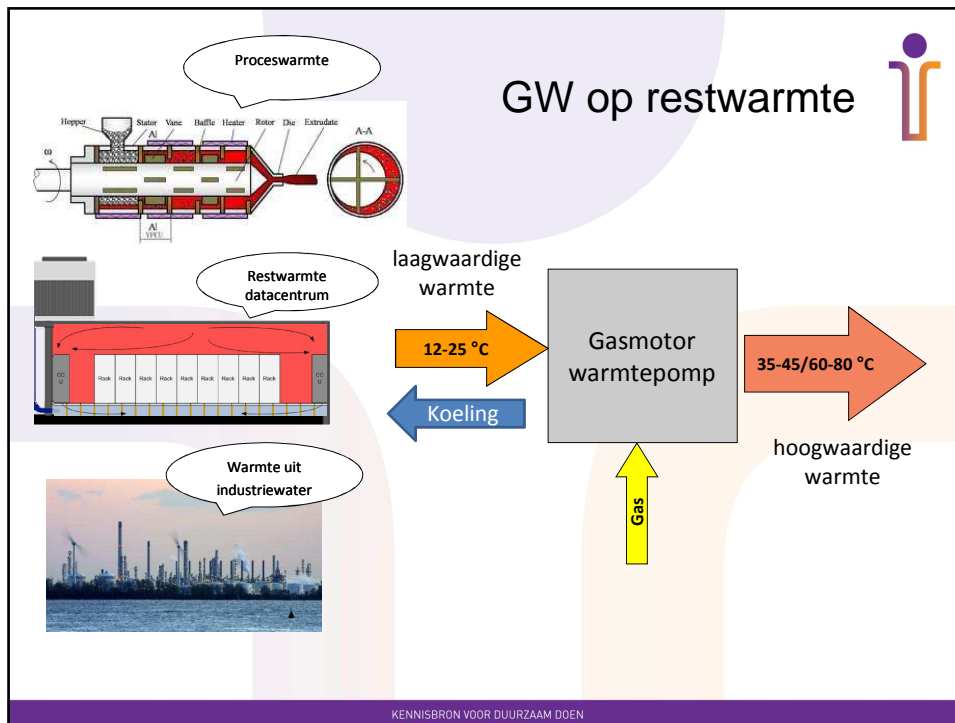 GW op restwarmte
Proceswarmte
Hopper
Stator Vane Baffle Heater Rotor Die Extrudate
A-A
ω
VPCU
Restwarmte
datacentrum
Rack Rack Rack Rack Rack Rack Rack Rack Rack
Warmte uit
industriewater
laagwaardige
warmte
12-25 °C
Koeling
Gasmotor
warmtepomp
Gas
35-45/60-80 °C
hoogwaardige
warmte
KENNISBRON VOOR DUURZAAM DOEN